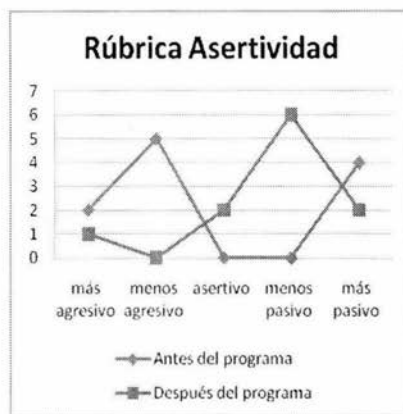 Rúbrica Asertividad
7
6
5
4
3
2
1
0
más menos asertivo menos más
agresivo agresivo pasivo pasivo
Antes del programa
Después del programa